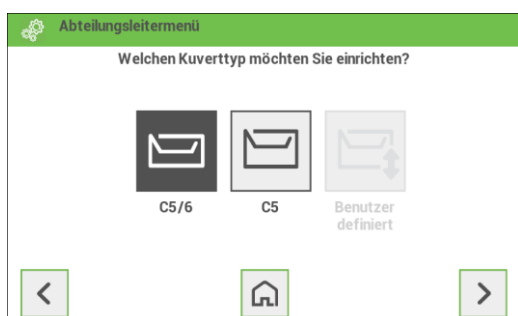 Abteilungsleitermenü
Welchen Kuverttyp möchten Sie einrichten?
C5/6
C5
Benutzer
definiert